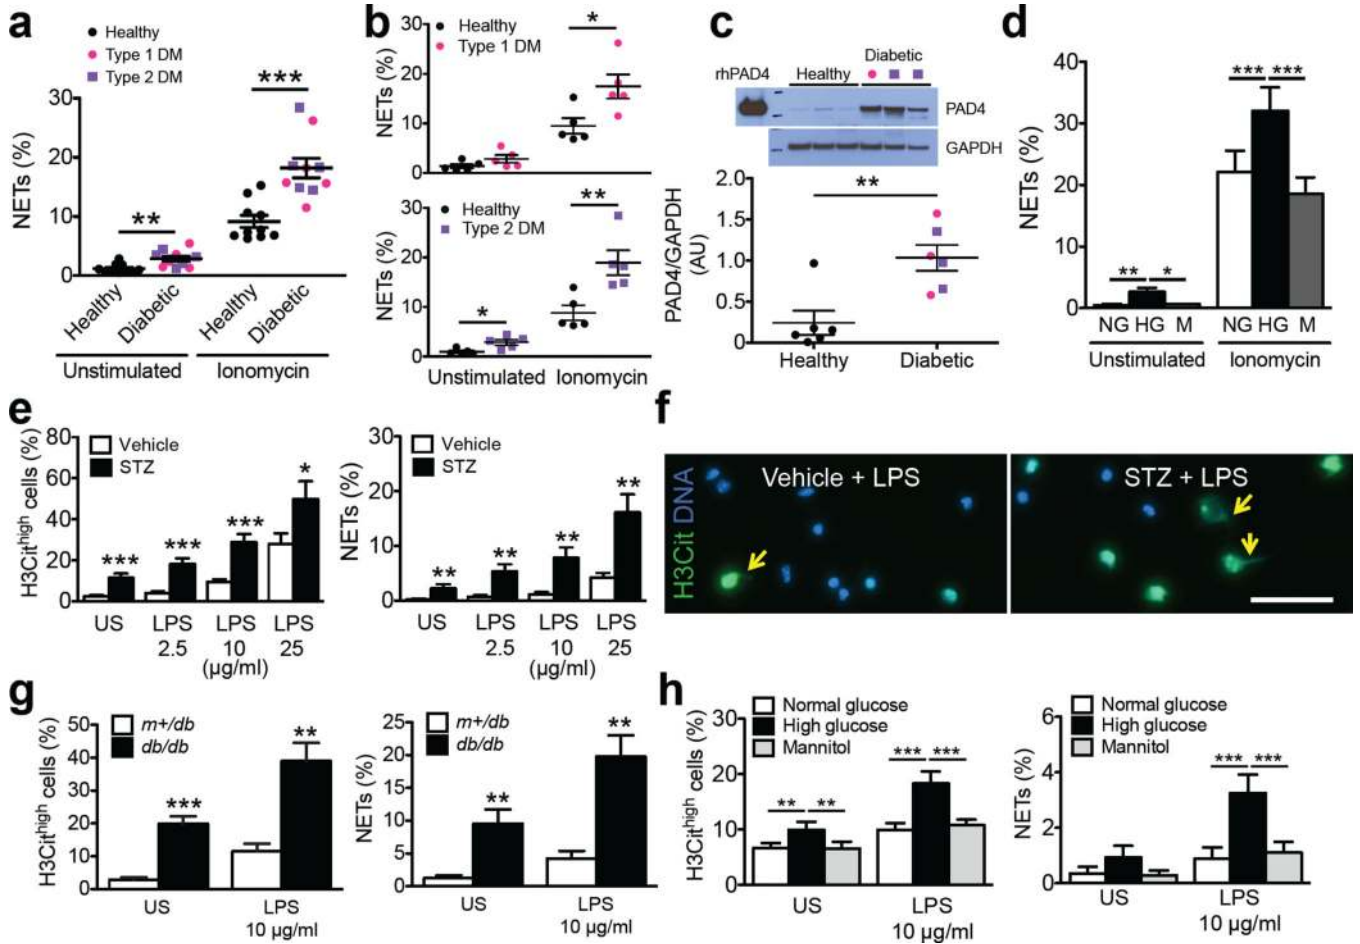 a
Healthy
Type 1 DM
Type 2 DM
NETs (%)
30
20
10
0
***
**
Healthy
Diabetic
Healthy
Diabetic
Unstimulated
Ionomycin
b
Healthy
Type 1 DM
NETs (%)
30
20
10
0
*
Healthy
Type 2 DM
NETs (%)
30
20
10
0
*
**
Unstimulated
Ionomycin
c
Diabetic
rhPAD4
Healthy
PAD4
GAPDH
PAD4/GAPDH
(AU)
2.0
1.5
1.0
0.5
0
**
Healthy
Diabetic
d
NETs (%)
40
30
20
10
0
**
*
***
***
NG HG M
NG HG M
Unstimulated
Ionomycin
e
H3Cit^high cells (%)
80
60
40
20
0
Vehicle
STZ
***
***
***
*
US
LPS
LPS
LPS
2.5
10
25
(µg/ml)
NETs (%)
30
20
10
0
Vehicle
STZ
**
**
**
**
US
LPS
LPS
LPS
2.5
10
25
(µg/ml)
f
H3Cit DNA
Vehicle + LPS
STZ + LPS
g
H3Cit^high cells (%)
50
40
30
20
10
0
m+/db
db/db
***
**
US
LPS
10 µg/ml
NETs (%)
25
20
15
10
5
0
m+/db
db/db
**
**
US
LPS
10 µg/ml
h
H3Cit^high cells (%)
30
20
10
0
Normal glucose
High glucose
Mannitol
**
**
***
***
US
LPS
10 µg/ml
NETs (%)
6
4
2
0
Normal glucose
High glucose
Mannitol
***
***
US
LPS
10 µg/ml